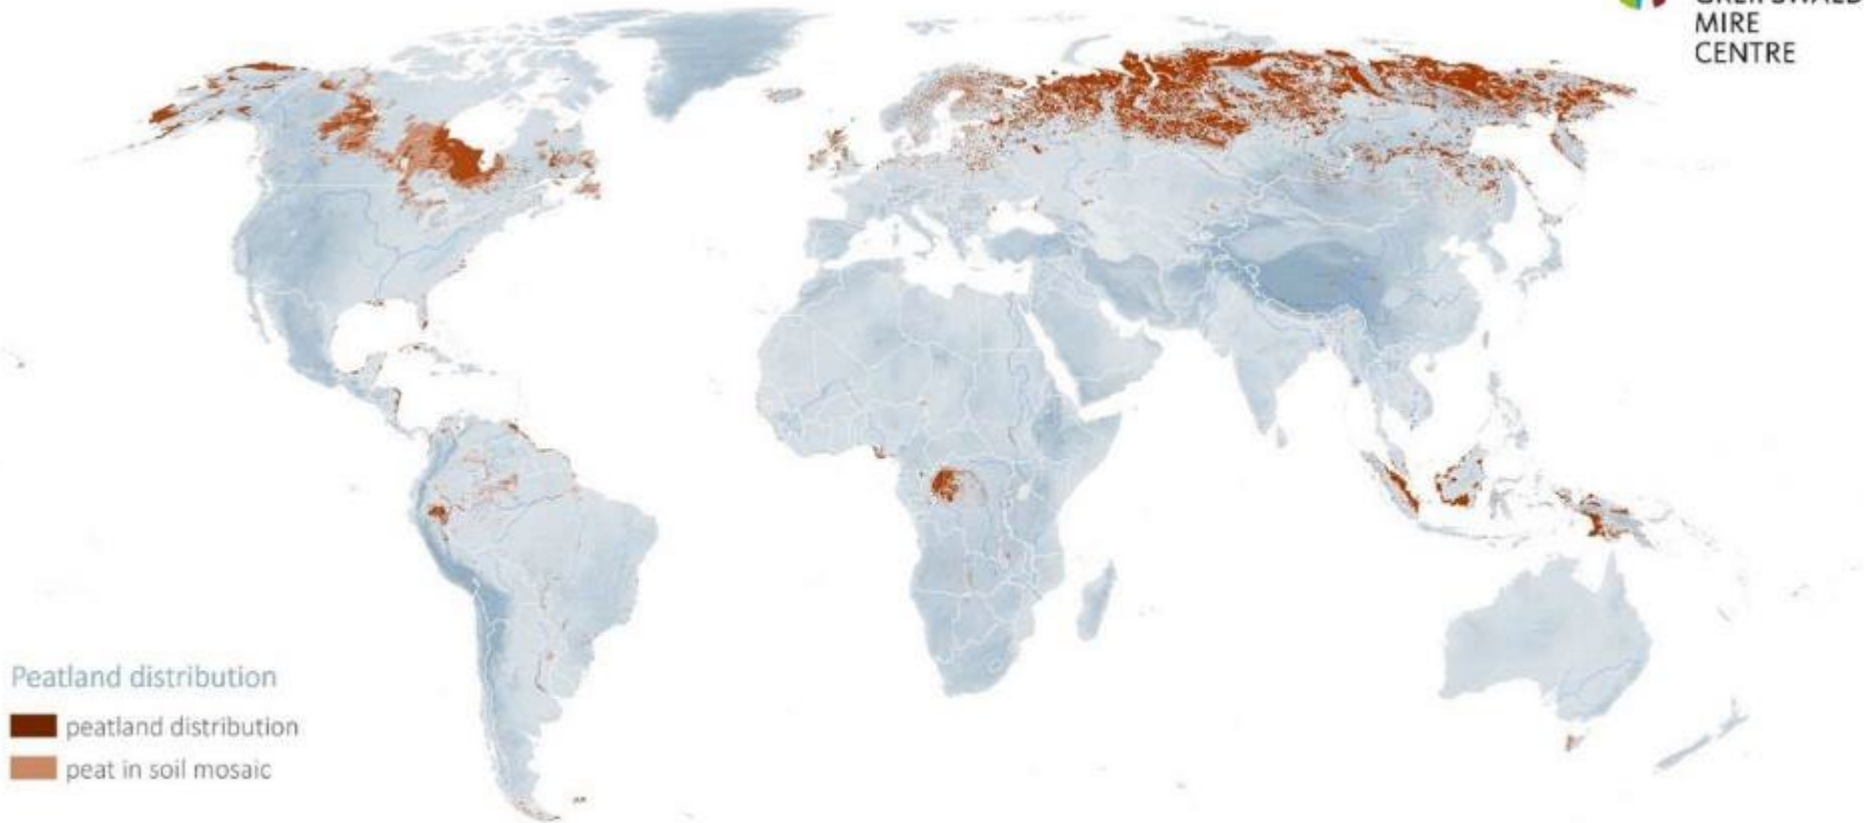 MIRE
CENTRE
Peatland distribution
peatland distribution
peat in soil mosaic